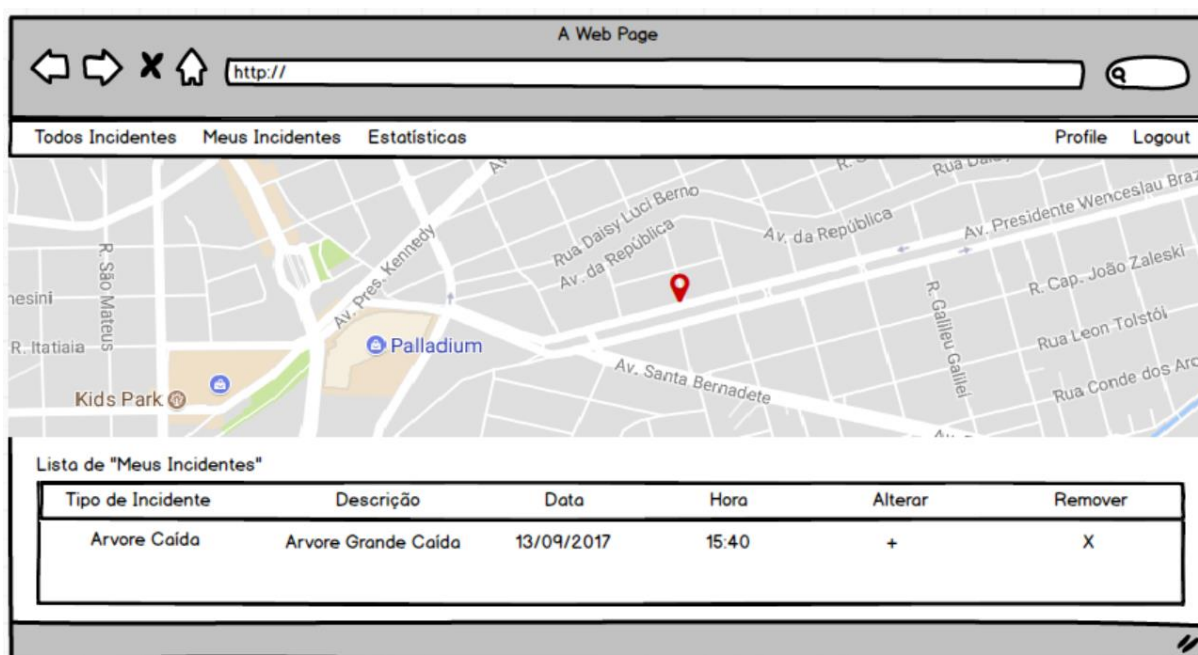 A Web Page
http://
Todos Incidentes Meus Incidentes Estatísticas Profile Logout
R. São Mateus
R. Itatiaia
Kids Park
Palladium
Av. Pres. Kennedy
Rua Daisy Luci Berno
Av. da República
Av. da República
Av. Presidente Wenceslau Braz
R. Cap. João Zaleski
R. Galileu Galilei
Rua Leon Tolstói
Rua Conde dos Arc
Av. Santa Bernadete
Lista de "Meus Incidentes"
Tipo de Incidente Descrição Data Hora Alterar Remover
Arvore Caída Arvore Grande Caída 13/09/2017 15:40 + X